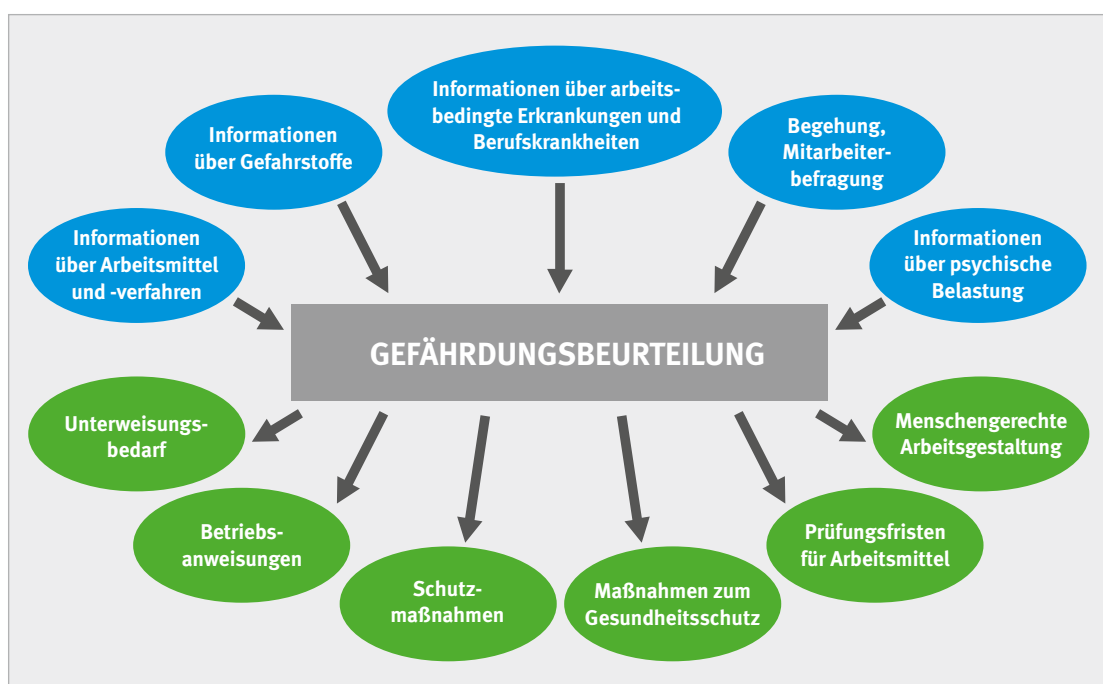 Informationen über arbeits-
bedingte Erkrankungen und
Berufskrankheiten
Informationen
über Gefahrstoffe
Begehung,
Mitarbeiter-
befragung
Informationen
über Arbeitsmittel
und -verfahren
Informationen
über psychische
Belastung
GEFÄHRDUNGSBEURTEILUNG
Unterweisungs-
bedarf
Menschengerechte
Arbeitsgestaltung
Betriebs-
anweisungen
Prüfungsfristen
für Arbeitsmittel
Schutz-
maßnahmen
Maßnahmen zum
Gesundheitsschutz